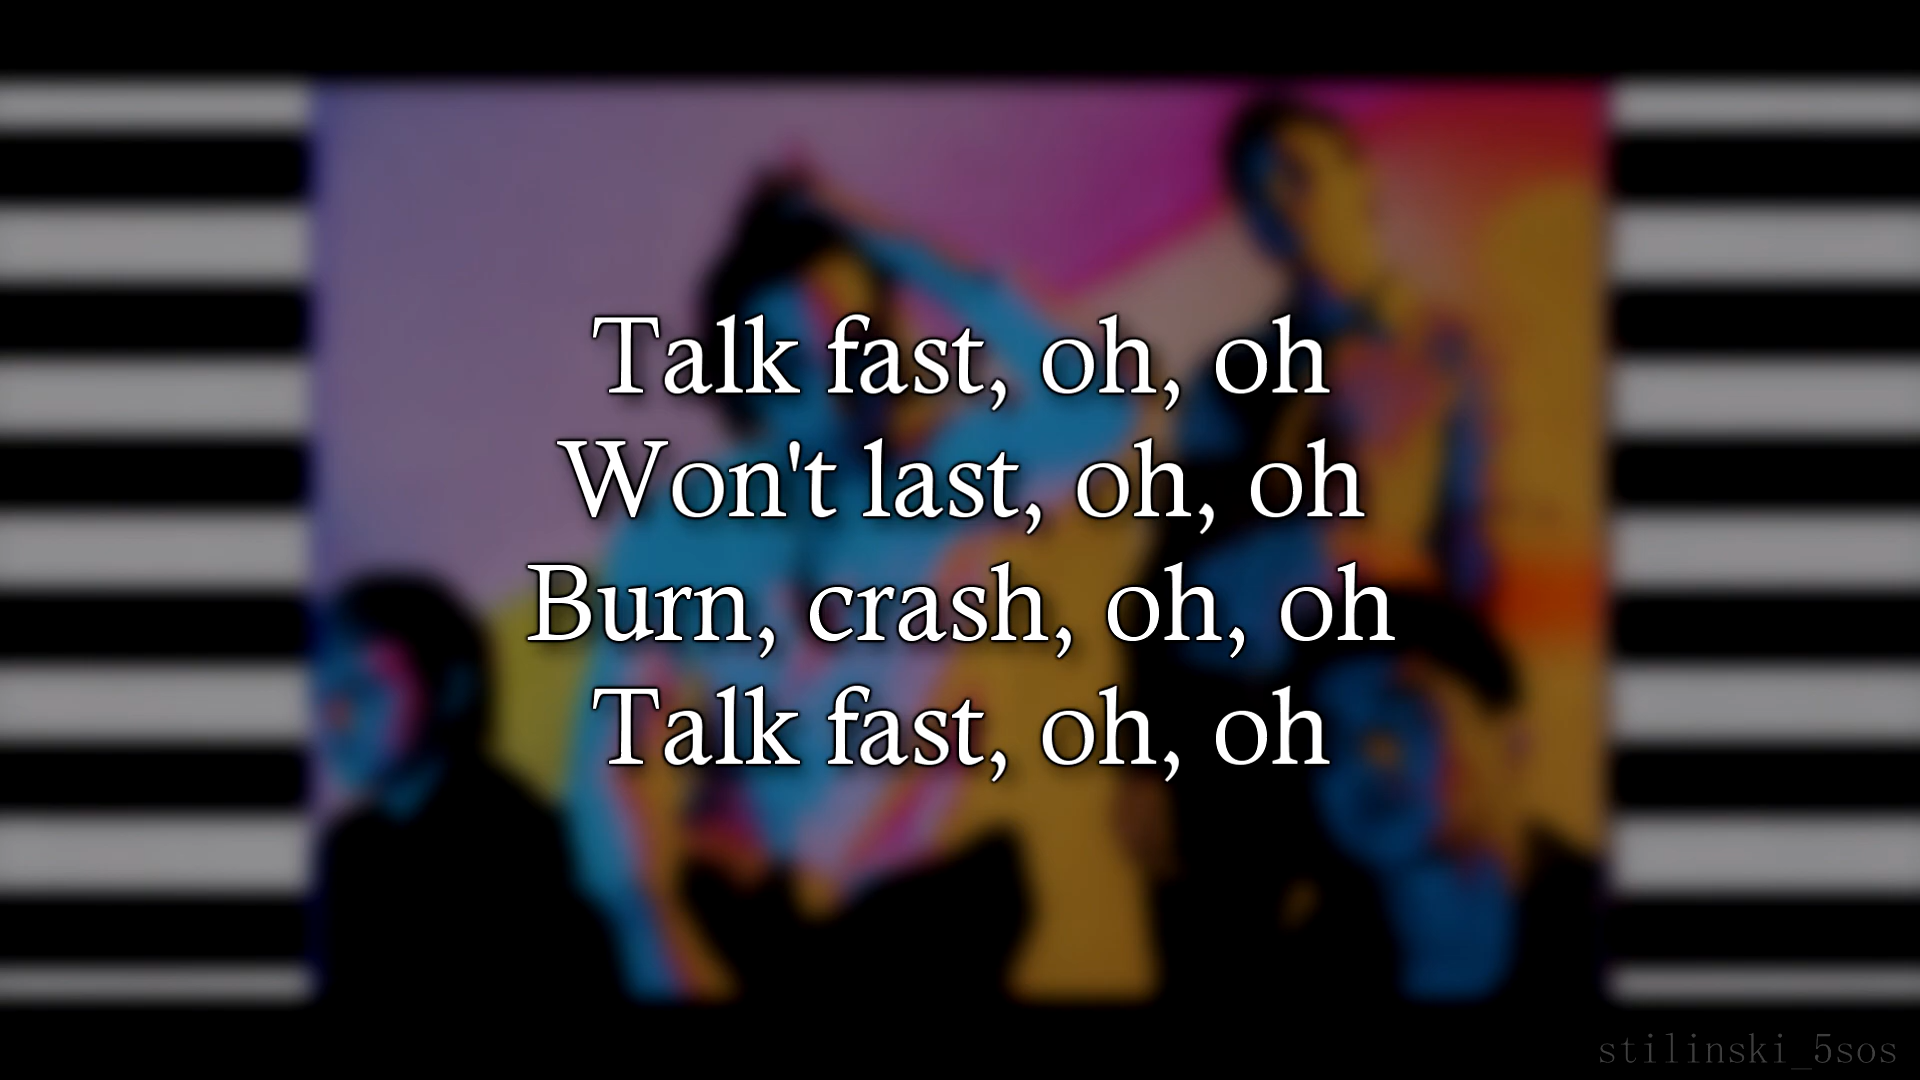 Talk fast, oh, oh
Won't last, oh, oh
Burn, crash, oh, oh
Talk fast, oh, oh
stilinski_5sos